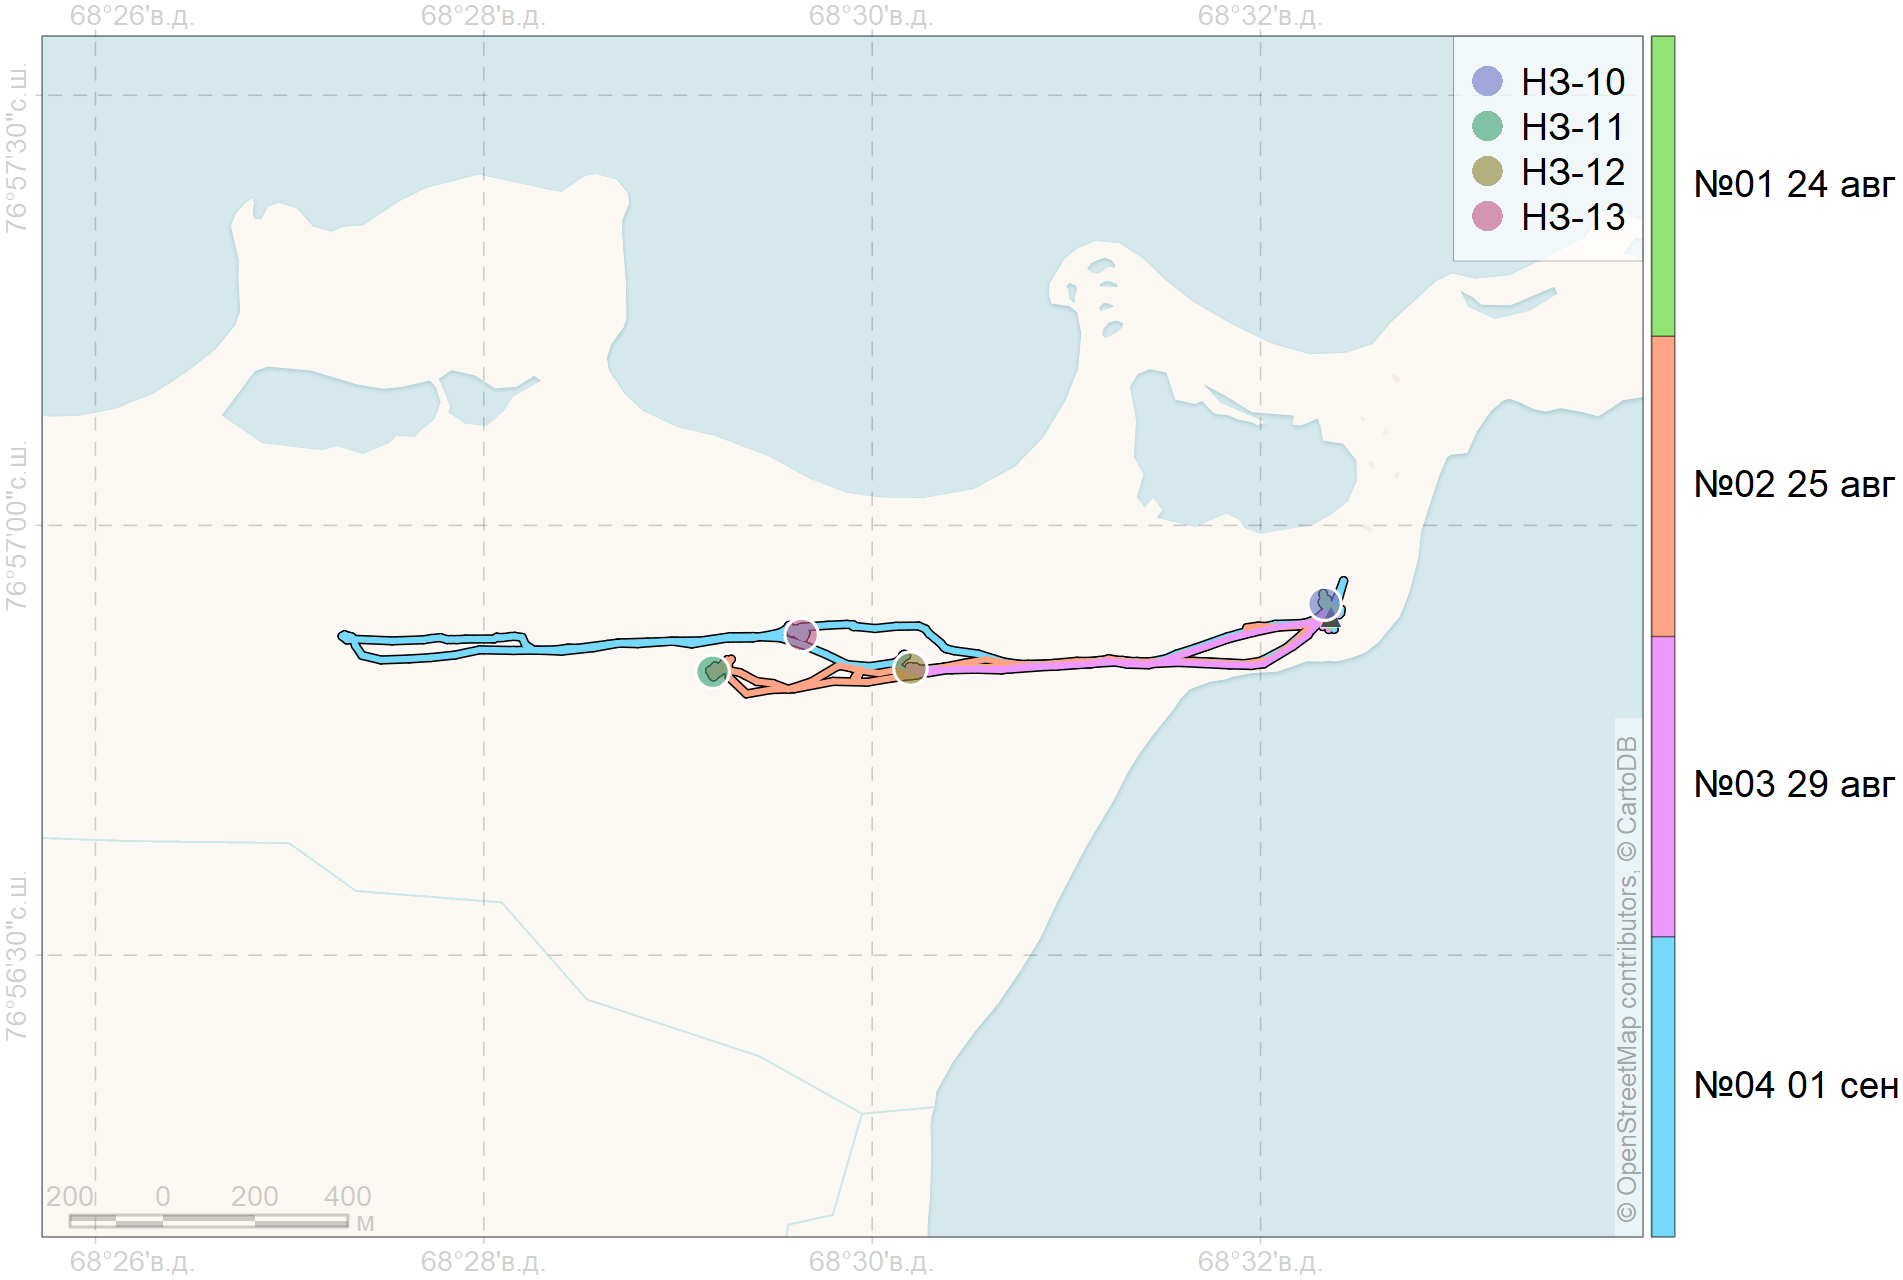 68°26'в.д.
68°28'в.д.
68°30'в.д.
68°32'в.д.
76°57'30"с.ш.
76°57'00"с.ш.
76°56'30"с.ш.
НЗ-10
НЗ-11
НЗ-12
НЗ-13
№01 24 авг
№02 25 авг
№03 29 авг
№04 01 сен
© OpenStreetMap contributors, © CartoDB
200 0 200 400
м
68°26'в.д.
68°28'в.д.
68°30'в.д.
68°32'в.д.